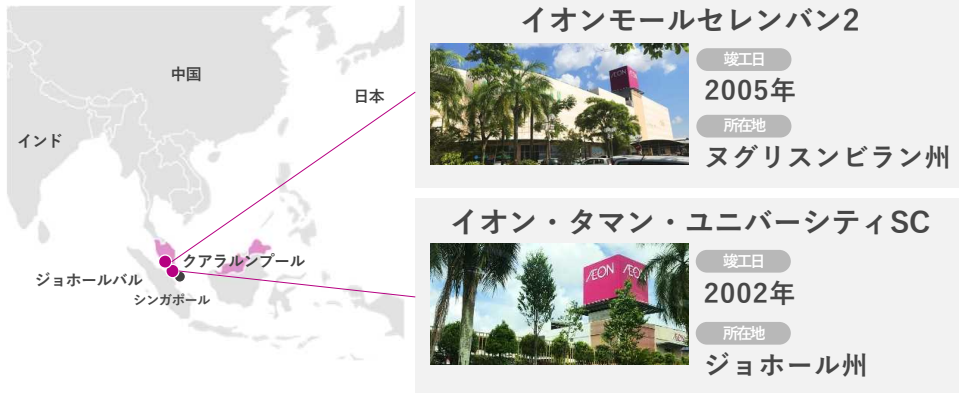 中国
日本
インド
クアラルンプール
ジョホールバル
シンガポール
イオンモールセレンバン2
ÆON
竣工日
2005年
所在地
ヌグリスンビラン州
イオン・タマン・ユニバーシティSC
ÆON
竣工日
2002年
所在地
ジョホール州